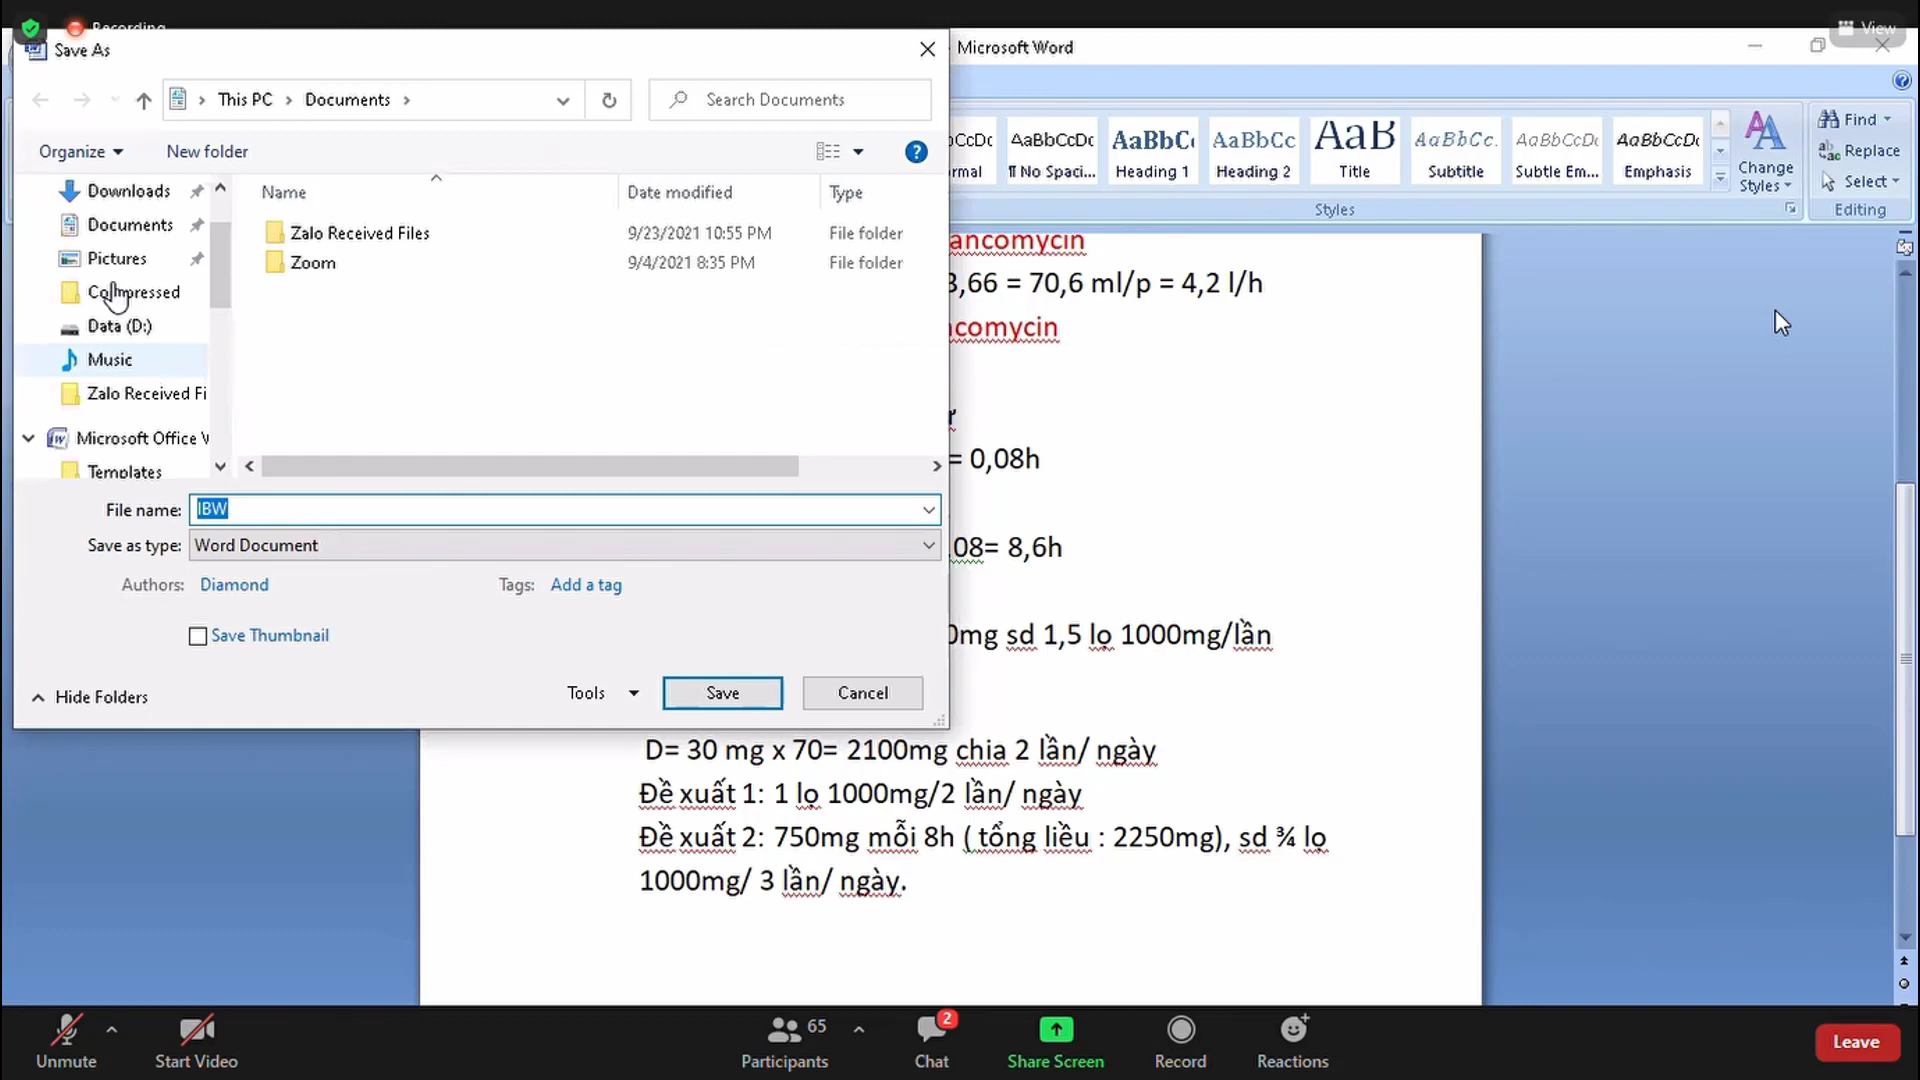 Recording
View
Save As
Microsoft Word
This PC
Documents
Search Documents
Organize
New folder
Find
Replace
Select
Editing
AaBbCcDc
AaBbCcDc
AaBbC
AaBbCc
AaB
AaBbCc.
AaBbCcDc
AaBbCcDc
¶ No Spaci...
Heading 1
Heading 2
Title
Subtitle
Subtle Em...
Emphasis
Change
Styles
Styles
Downloads
Documents
Pictures
Compressed
Data (D:)
Music
Zalo Received Fi
Microsoft Office
Templates
Name
Date modified
Type
Zalo Received Files
9/23/2021 10:55 PM
File folder
Zoom
9/4/2021 8:35 PM
File folder
File name:
IBW
Save as type:
Word Document
Authors:
Diamond
Tags:
Add a tag
Save Thumbnail
Hide Folders
Tools
Save
Cancel
ancomycin
3,66 = 70,6 ml/p = 4,2 l/h
comycin
= 0,08h
08= 8,6h
0mg sd 1,5 lọ 1000mg/lần
D= 30 mg x 70= 2100mg chia 2 lần/ ngày
Đề xuất 1: 1 lọ 1000mg/2 lần/ ngày
Đề xuất 2: 750mg mỗi 8h ( tổng liều : 2250mg), sd ¾ lọ
1000mg/ 3 lần/ ngày.
Unmute
Start Video
65
Participants
2
Chat
Share Screen
Record
Reactions
Leave